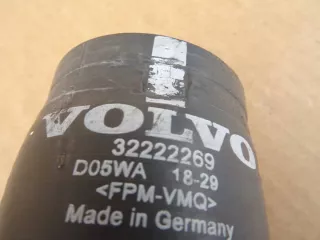 VOLVO
32222269
D05WA 18-29
<FPM-VMQ>
Made in Germany